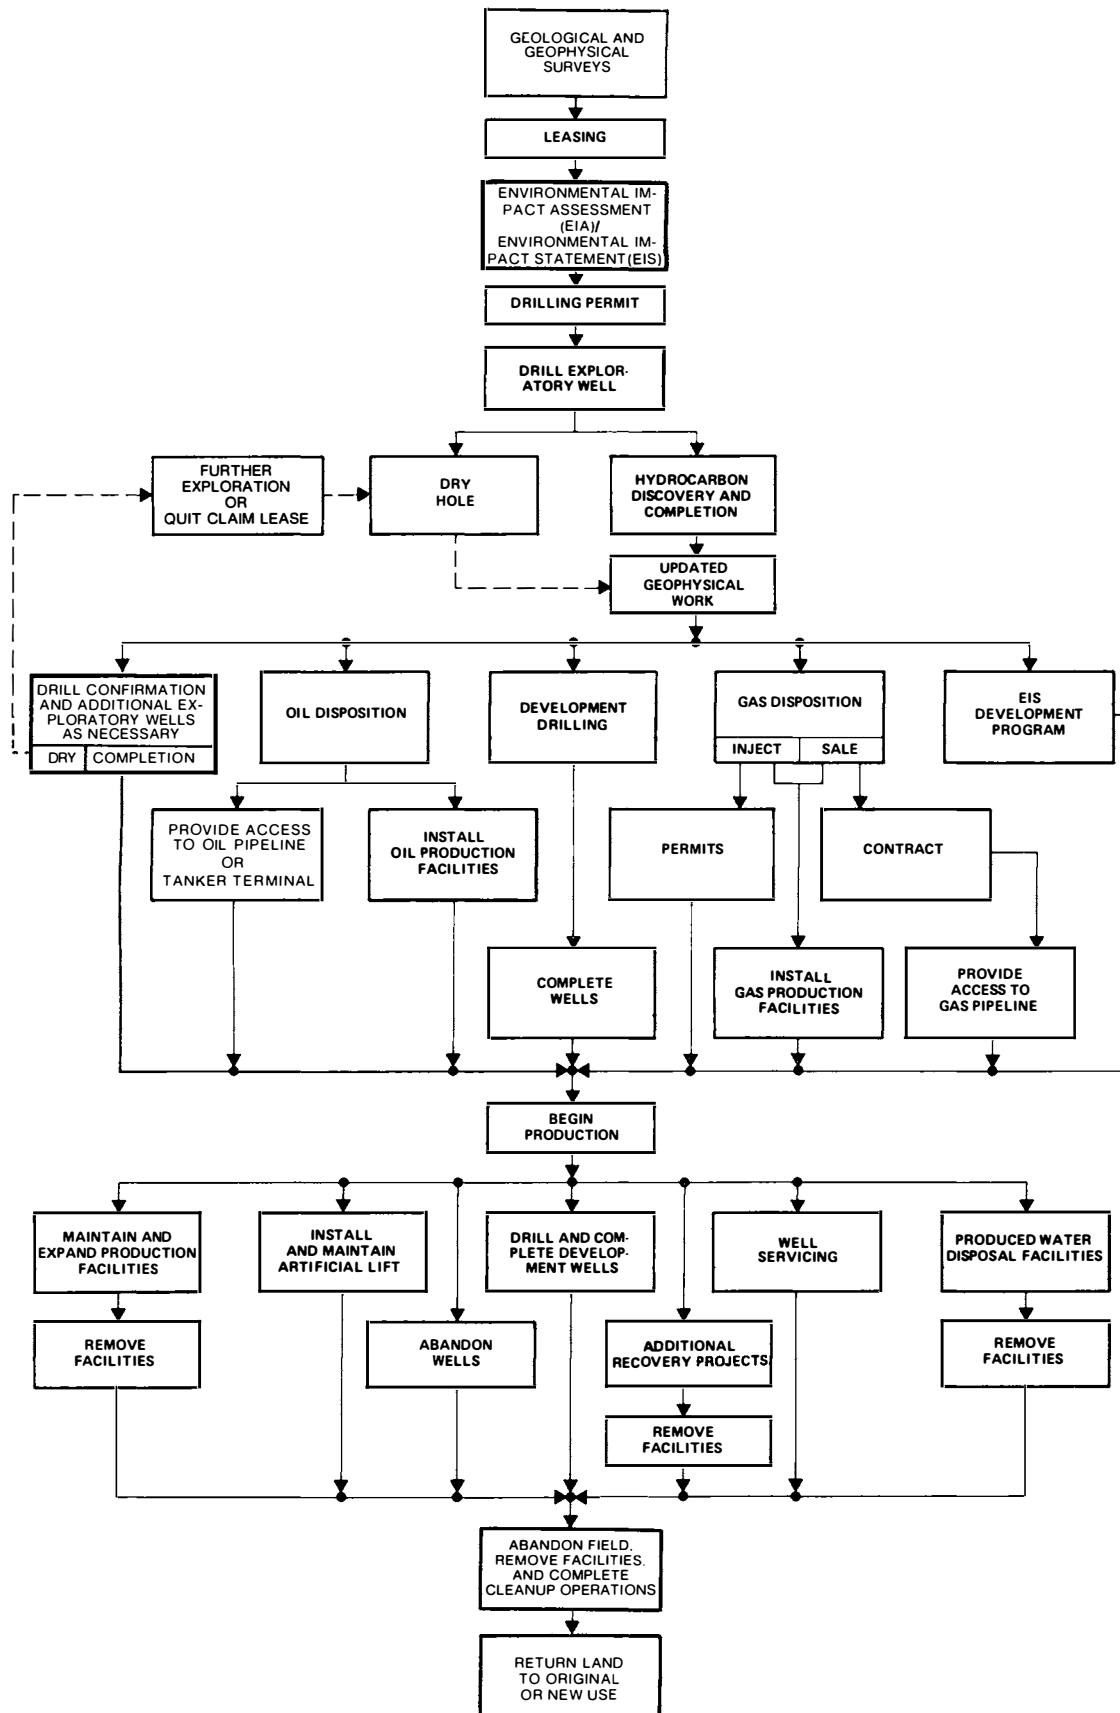 GEOLOGICAL AND
GEOPHYSICAL
SURVEYS
LEASING
ENVIRONMENTAL IM-
PACT ASSESSMENT
(EIA)/
ENVIRONMENTAL IM-
PACT STATEMENT(EIS)
DRILLING PERMIT
DRILL EXPLOR-
ATORY WELL
FURTHER
EXPLORATION
OR
QUIT CLAIM LEASE
DRY
HOLE
HYDROCARBON
DISCOVERY AND
COMPLETION
UPDATED
GEOPHYSICAL
WORK
DRILL CONFIRMATION
AND ADDITIONAL EX-
PLORATORY WELLS
AS NECESSARY
DRY
COMPLETION
OIL DISPOSITION
DEVELOPMENT
DRILLING
GAS DISPOSITION
INJECT
SALE
EIS
DEVELOPMENT
PROGRAM
PROVIDE ACCESS
TO OIL PIPELINE
OR
TANKER TERMINAL
INSTALL
OIL PRODUCTION
FACILITIES
PERMITS
CONTRACT
COMPLETE
WELLS
INSTALL
GAS PRODUCTION
FACILITIES
PROVIDE
ACCESS TO
GAS PIPELINE
BEGIN
PRODUCTION
MAINTAIN AND
EXPAND PRODUCTION
FACILITIES
INSTALL
AND MAINTAIN
ARTIFICIAL LIFT
DRILL AND COM-
PLETE DEVELOP-
MENT WELLS
WELL
SERVICING
PRODUCED WATER
DISPOSAL FACILITIES
REMOVE
FACILITIES
ABANDON
WELLS
ADDITIONAL
RECOVERY PROJECTS
REMOVE
FACILITIES
REMOVE
FACILITIES
ABANDON FIELD,
REMOVE FACILITIES,
AND COMPLETE
CLEANUP OPERATIONS
RETURN LAND
TO ORIGINAL
OR NEW USE